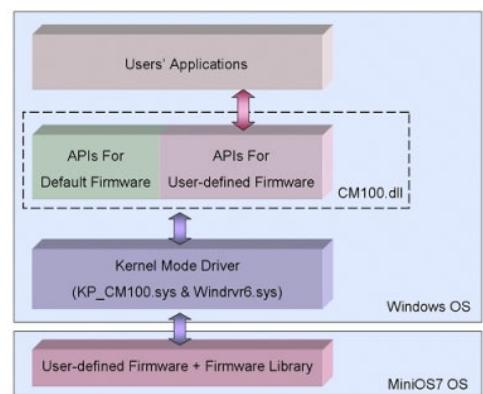 Users' Applications
APIs For
Default Firmware
APIs For
User-defined Firmware
CM100.dll
Kernel Mode Driver
(KP_CM100.sys & Windrvr6.sys)
Windows OS
User-defined Firmware + Firmware Library
MiniOS7 OS